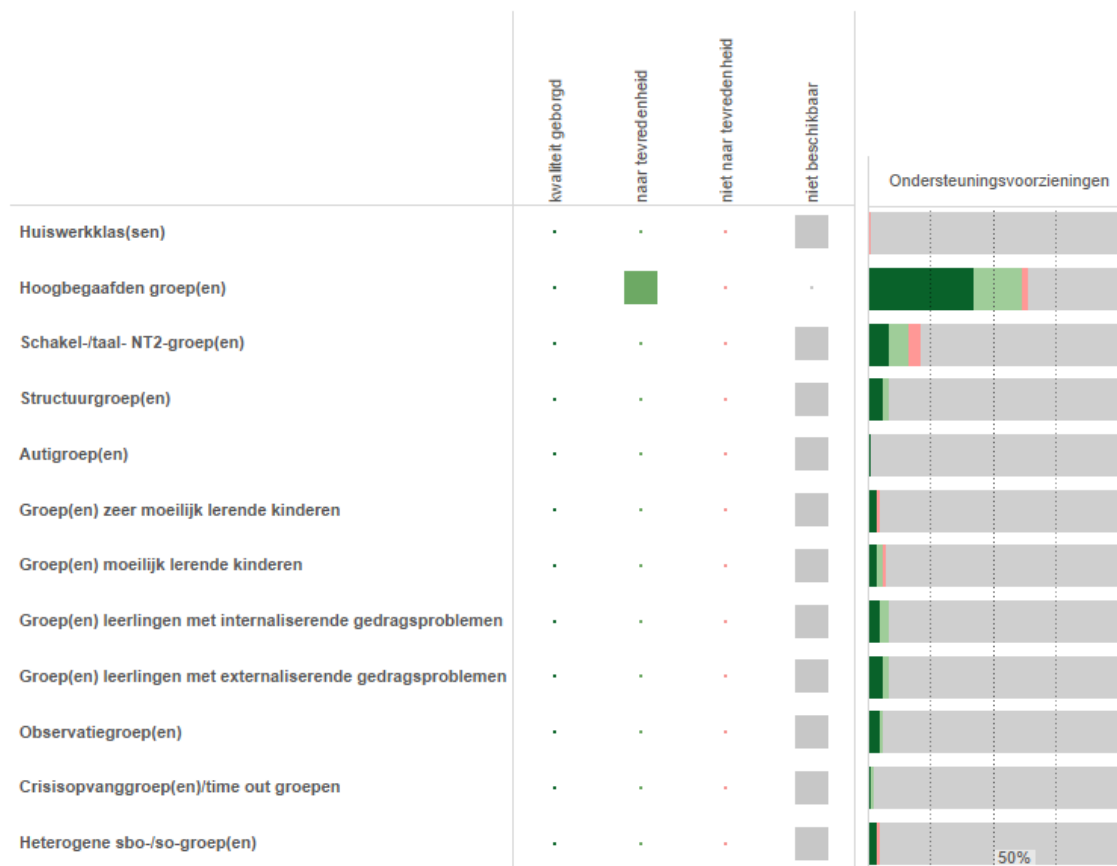 kwaliteit geborgd
naar tevredenheid
niet naar tevredenheid
niet beschikbaar
Ondersteuningsvoorzieningen
Huiswerkklas(sen)
Hoogbegaafden groep(en)
Schakel-/taal- NT2-groep(en)
Structuurgroep(en)
Autigroep(en)
Groep(en) zeer moeilijk lerende kinderen
Groep(en) moeilijk lerende kinderen
Groep(en) leerlingen met internaliserende gedragsproblemen
Groep(en) leerlingen met externaliserende gedragsproblemen
Observatiegroep(en)
Crisisopvanggroep(en)/time out groepen
Heterogene sbo-/so-groep(en)
50%